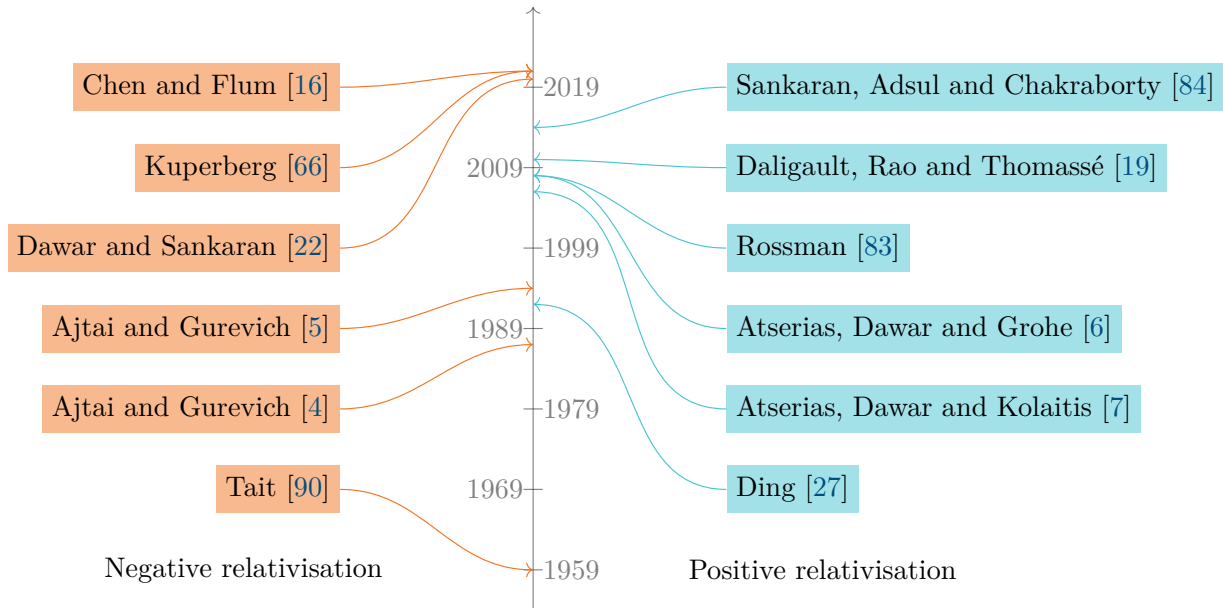 Chen and Flum [16]
2019
Sankaran, Adsul and Chakraborty [84]
Kuperberg [66]
2009
Daligault, Rao and Thomassé [19]
Dawar and Sankaran [22]
1999
Rossman [83]
Ajtai and Gurevich [5]
1989
Atserias, Dawar and Grohe [6]
Ajtai and Gurevich [4]
1979
Atserias, Dawar and Kolaitis [7]
Tait [90]
1969
Ding [27]
Negative relativisation
1959
Positive relativisation